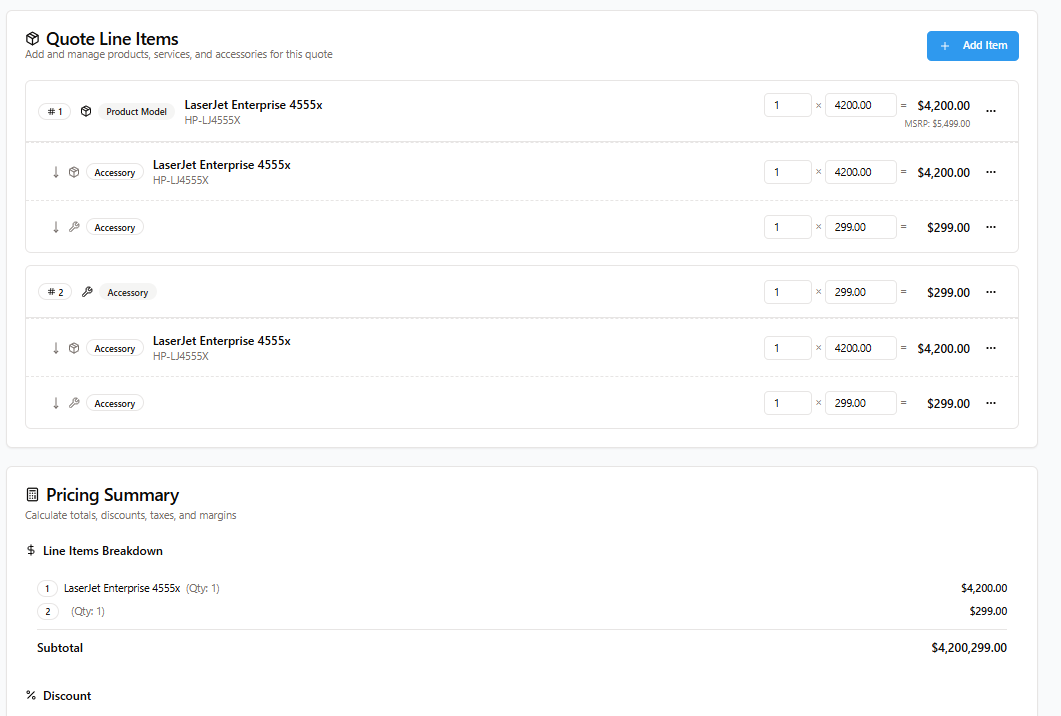 Quote Line Items
Add and manage products, services, and accessories for this quote
+ Add Item
# 1 Product Model LaserJet Enterprise 4555x 1 × 4200.00 = $4,200.00 ...
HP-LJ4555X MSRP: $5,499.00
↓ Accessory LaserJet Enterprise 4555x 1 × 4200.00 = $4,200.00 ...
HP-LJ4555X
↓ Accessory 1 × 299.00 = $299.00 ...
# 2 Accessory 1 × 299.00 = $299.00 ...
↓ Accessory LaserJet Enterprise 4555x 1 × 4200.00 = $4,200.00 ...
HP-LJ4555X
↓ Accessory 1 × 299.00 = $299.00 ...
Pricing Summary
Calculate totals, discounts, taxes, and margins
$ Line Items Breakdown
1 LaserJet Enterprise 4555x (Qty: 1) $4,200.00
2 (Qty: 1) $299.00
Subtotal $4,200,299.00
% Discount